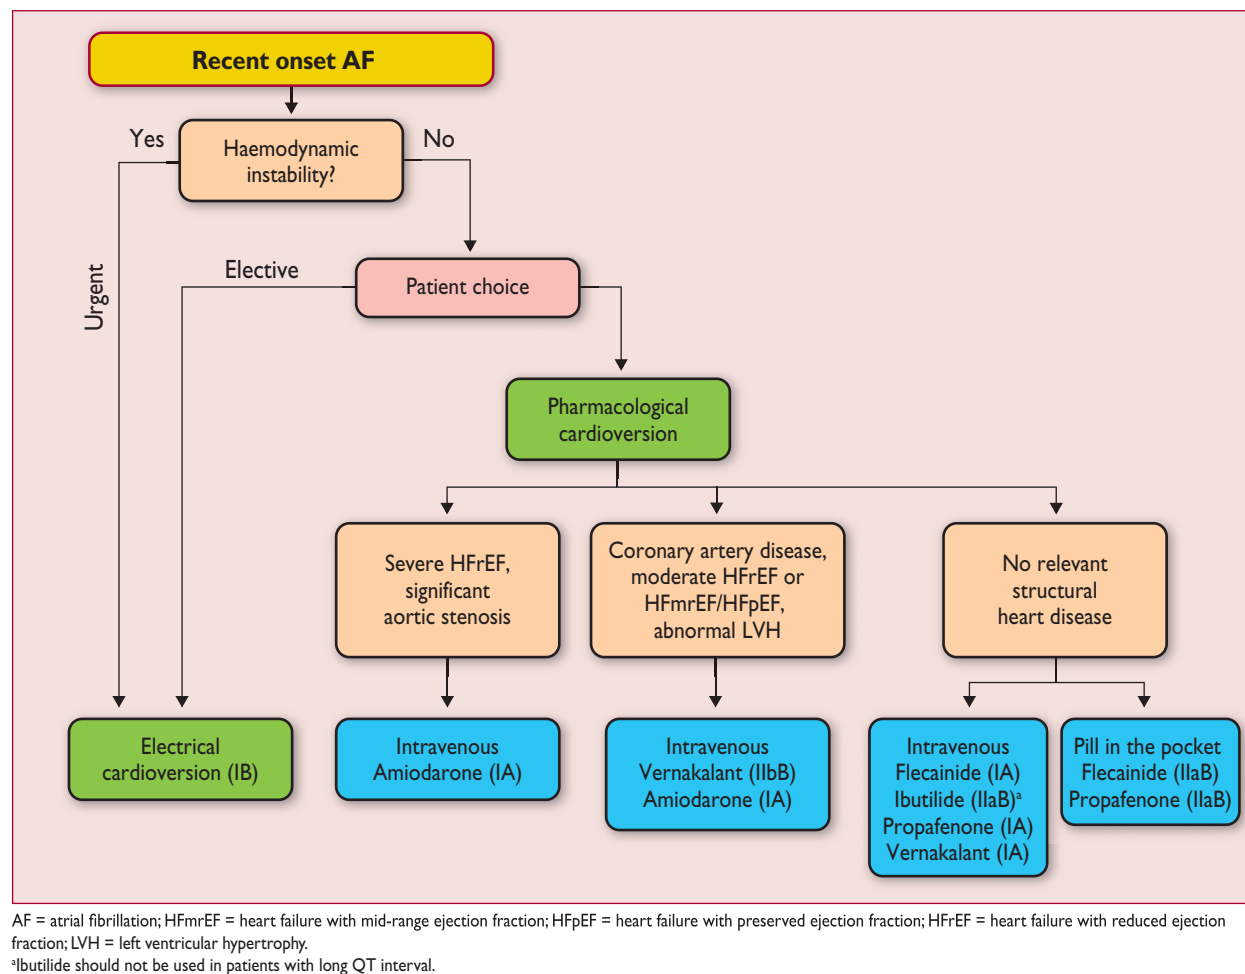 Recent onset AF
Yes
No
Haemodynamic
instability?
Urgent
Elective
Patient choice
Pharmacological
cardioversion
Severe HFrEF,
significant
aortic stenosis
Coronary artery disease,
moderate HFrEF or
HFmrEF/HFpEF,
abnormal LVH
No relevant
structural
heart disease
Electrical
cardioversion (IB)
Intravenous
Amiodarone (IA)
Intravenous
Vernakalant (IIbB)
Amiodarone (IA)
Intravenous
Flecainide (IA)
Ibutilide (IIaB)ᵃ
Propafenone (IA)
Vernakalant (IA)
Pill in the pocket
Flecainide (IIaB)
Propafenone (IIaB)
AF = atrial fibrillation; HFmrEF = heart failure with mid-range ejection fraction; HFpEF = heart failure with preserved ejection fraction; HFrEF = heart failure with reduced ejection
fraction; LVH = left ventricular hypertrophy.
ᵃIbutilide should not be used in patients with long QT interval.